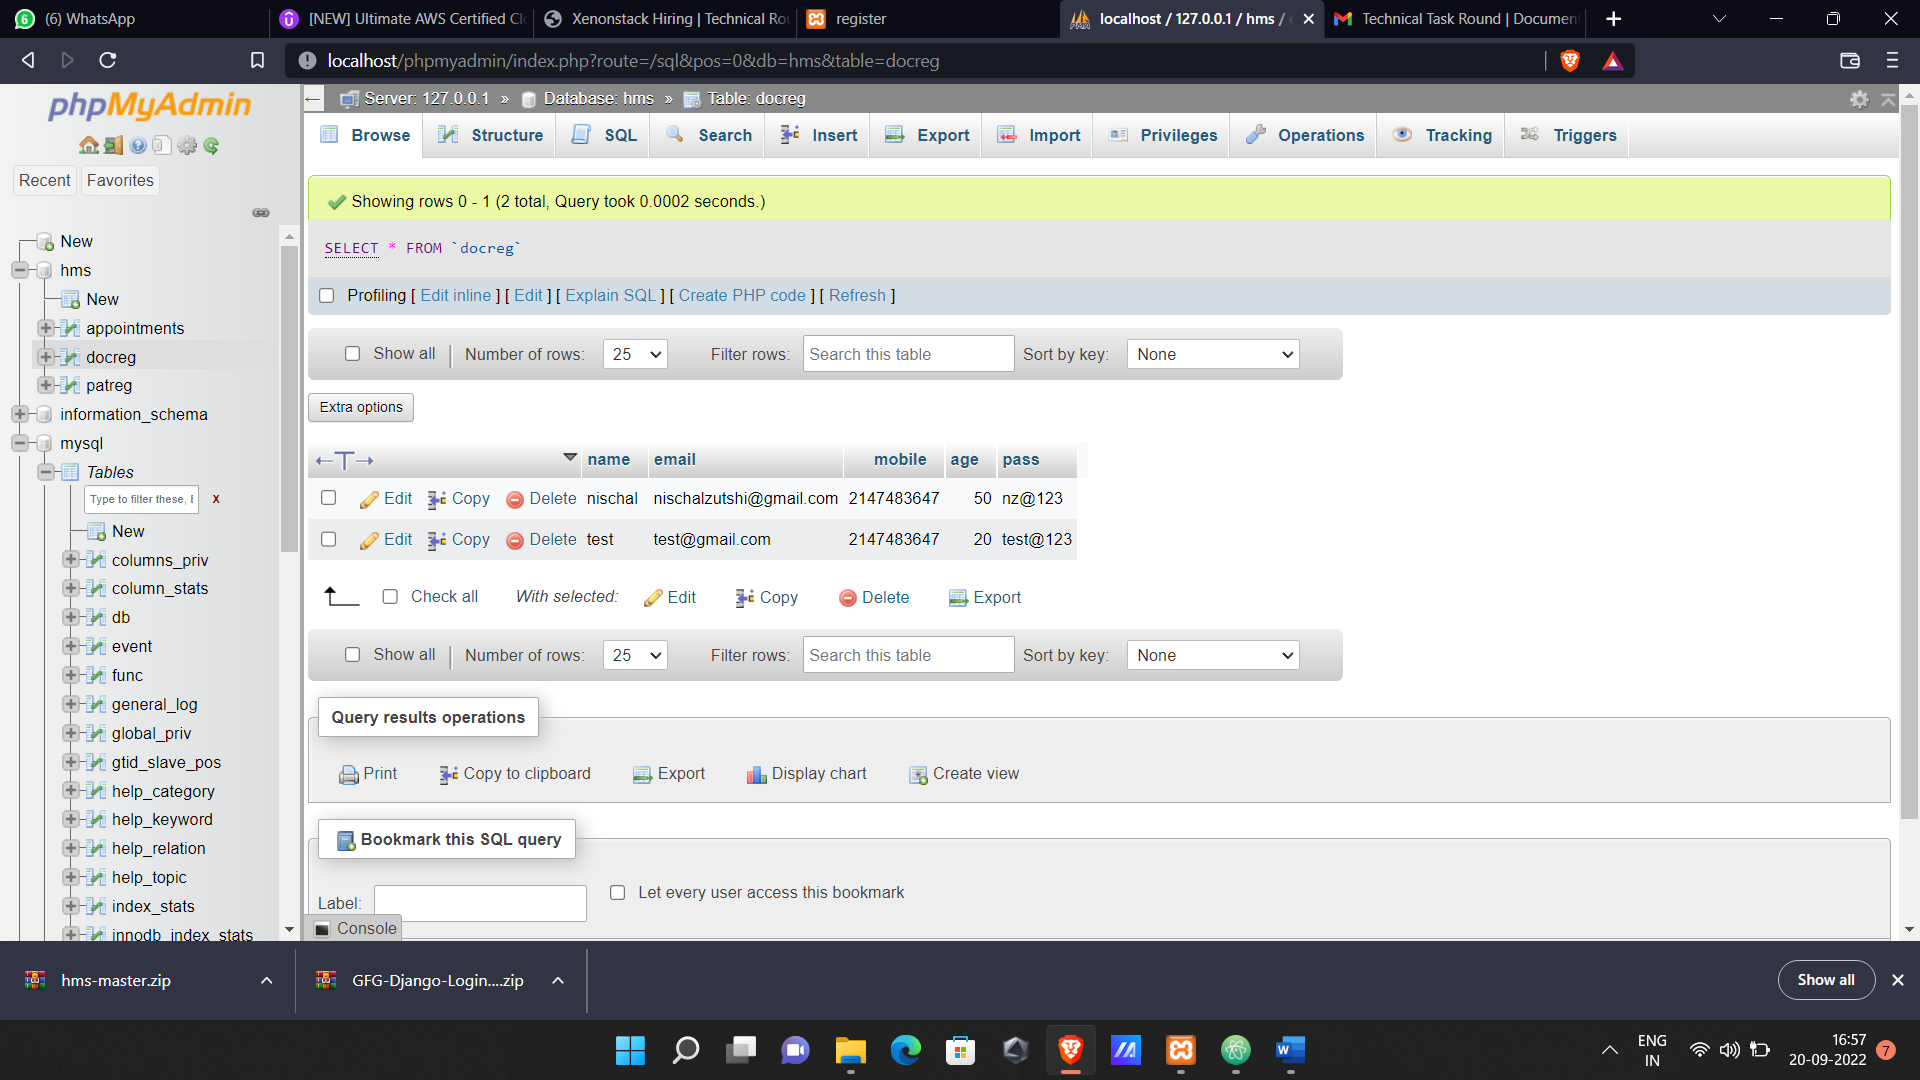 (6) WhatsApp
[NEW] Ultimate AWS Certified Cl
Xenonstack Hiring | Technical Ro
register
localhost / 127.0.0.1 / hms /
Technical Task Round | Documen
localhost/phpmyadmin/index.php?route=/sql&pos=0&db=hms&table=docreg
phpMyAdmin
Recent Favorites
New
hms
New
appointments
docreg
patreg
information_schema
mysql
Tables
Type to filter these, E X
New
columns_priv
column_stats
db
event
func
general_log
global_priv
gtid_slave_pos
help_category
help_keyword
help_relation
help_topic
index_stats
innodb_index_stats
Server: 127.0.0.1 » Database: hms » Table: docreg
Browse Structure SQL Search Insert Export Import Privileges Operations Tracking Triggers
Showing rows 0 - 1 (2 total, Query took 0.0002 seconds.)
SELECT * FROM `docreg`
Profiling [ Edit inline ] [ Edit ] [ Explain SQL ] [ Create PHP code ] [ Refresh ]
Show all Number of rows: 25 Filter rows: Search this table Sort by key: None
Extra options
name email mobile age pass
Edit Copy Delete nischal nischalzutshi@gmail.com 2147483647 50 nz@123
Edit Copy Delete test test@gmail.com 2147483647 20 test@123
Check all With selected: Edit Copy Delete Export
Show all Number of rows: 25 Filter rows: Search this table Sort by key: None
Query results operations
Print Copy to clipboard Export Display chart Create view
Bookmark this SQL query
Label: Let every user access this bookmark
Console
hms-master.zip
GFG-Django-Login....zip
Show all
ENG
IN
16:57
20-09-2022
7